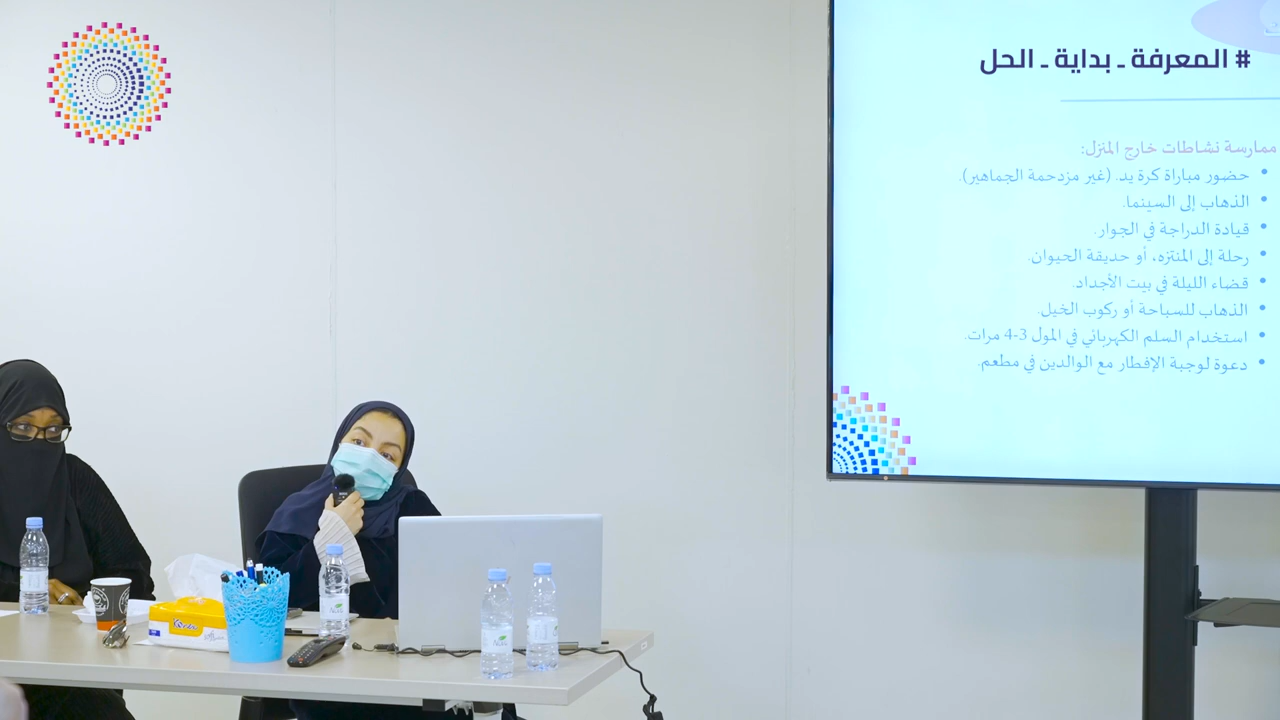 # المعرفة ـ بداية ـ الحل
ممارسة نشاطات خارج المنزل:
• حضور مباراة كرة يد. (غير مزدحمة الجماهير).
• الذهاب إلى السينما.
• قيادة الدراجة في الجوار.
• رحلة إلى المنتزه، أو حديقة الحيوان.
• قضاء الليلة في بيت الأجداد.
• الذهاب للسباحة أو ركوب الخيل.
• استخدام السلم الكهربائي في المول 3-4 مرات.
• دعوة لوجبة الإفطار مع الوالدين في مطعم.